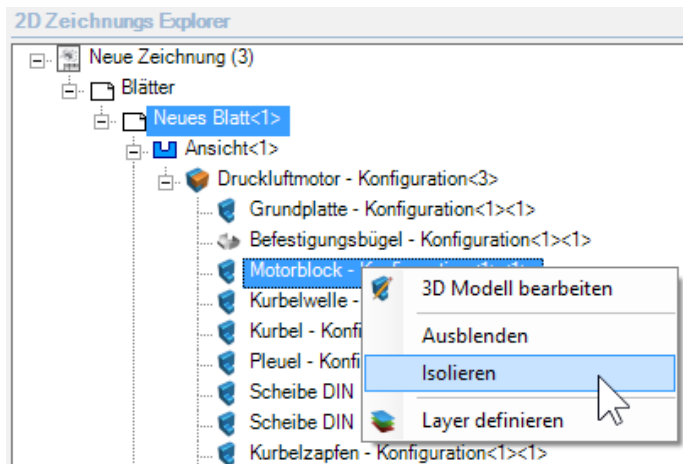 2D Zeichnungs Explorer
Neue Zeichnung (3)
Blätter
Neues Blatt<1>
Ansicht<1>
Druckluftmotor - Konfiguration<3>
Grundplatte - Konfiguration<1><1>
Befestigungsbügel - Konfiguration<1><1>
Motorblock -
3D Modell bearbeiten
Kurbelwelle -
Ausblenden
Kurbel - Konfi
Pleuel - Konfi
Isolieren
Scheibe DIN
Scheibe DIN
Layer definieren
Kurbelzapfen - Konfiguration<1><1>